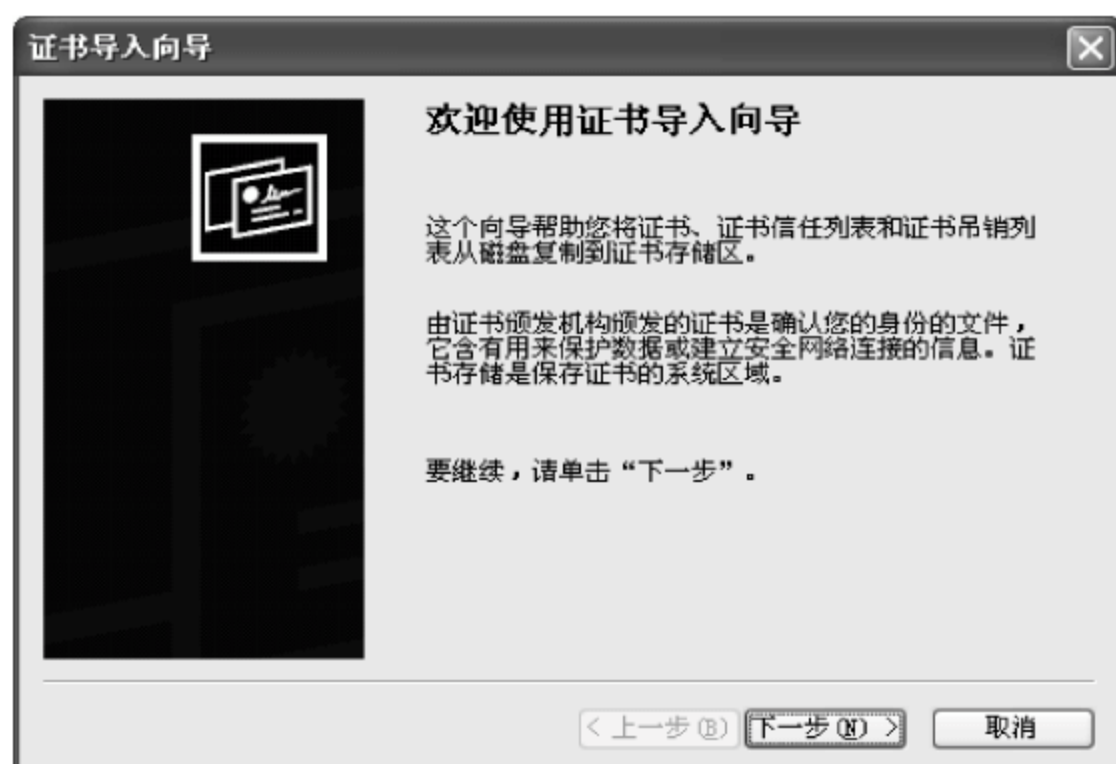 证书导入向导
欢迎使用证书导入向导
这个向导帮助您将证书、证书信任列表和证书吊销列
表从磁盘复制到证书存储区。
由证书颁发机构颁发的证书是确认您的身份的文件，
它含有用来保护数据或建立安全网络连接的信息。证
书存储是保存证书的系统区域。
要继续，请单击“下一步”。
< 上一步(B) 下一步(N) > 取消